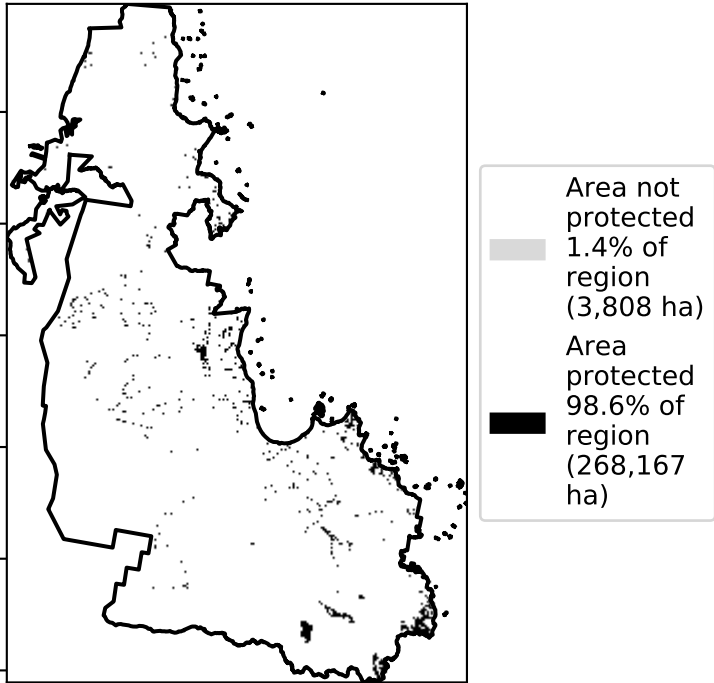 Area not
protected
1.4% of
region
(3,808 ha)
Area
protected
98.6% of
region
(268,167
ha)